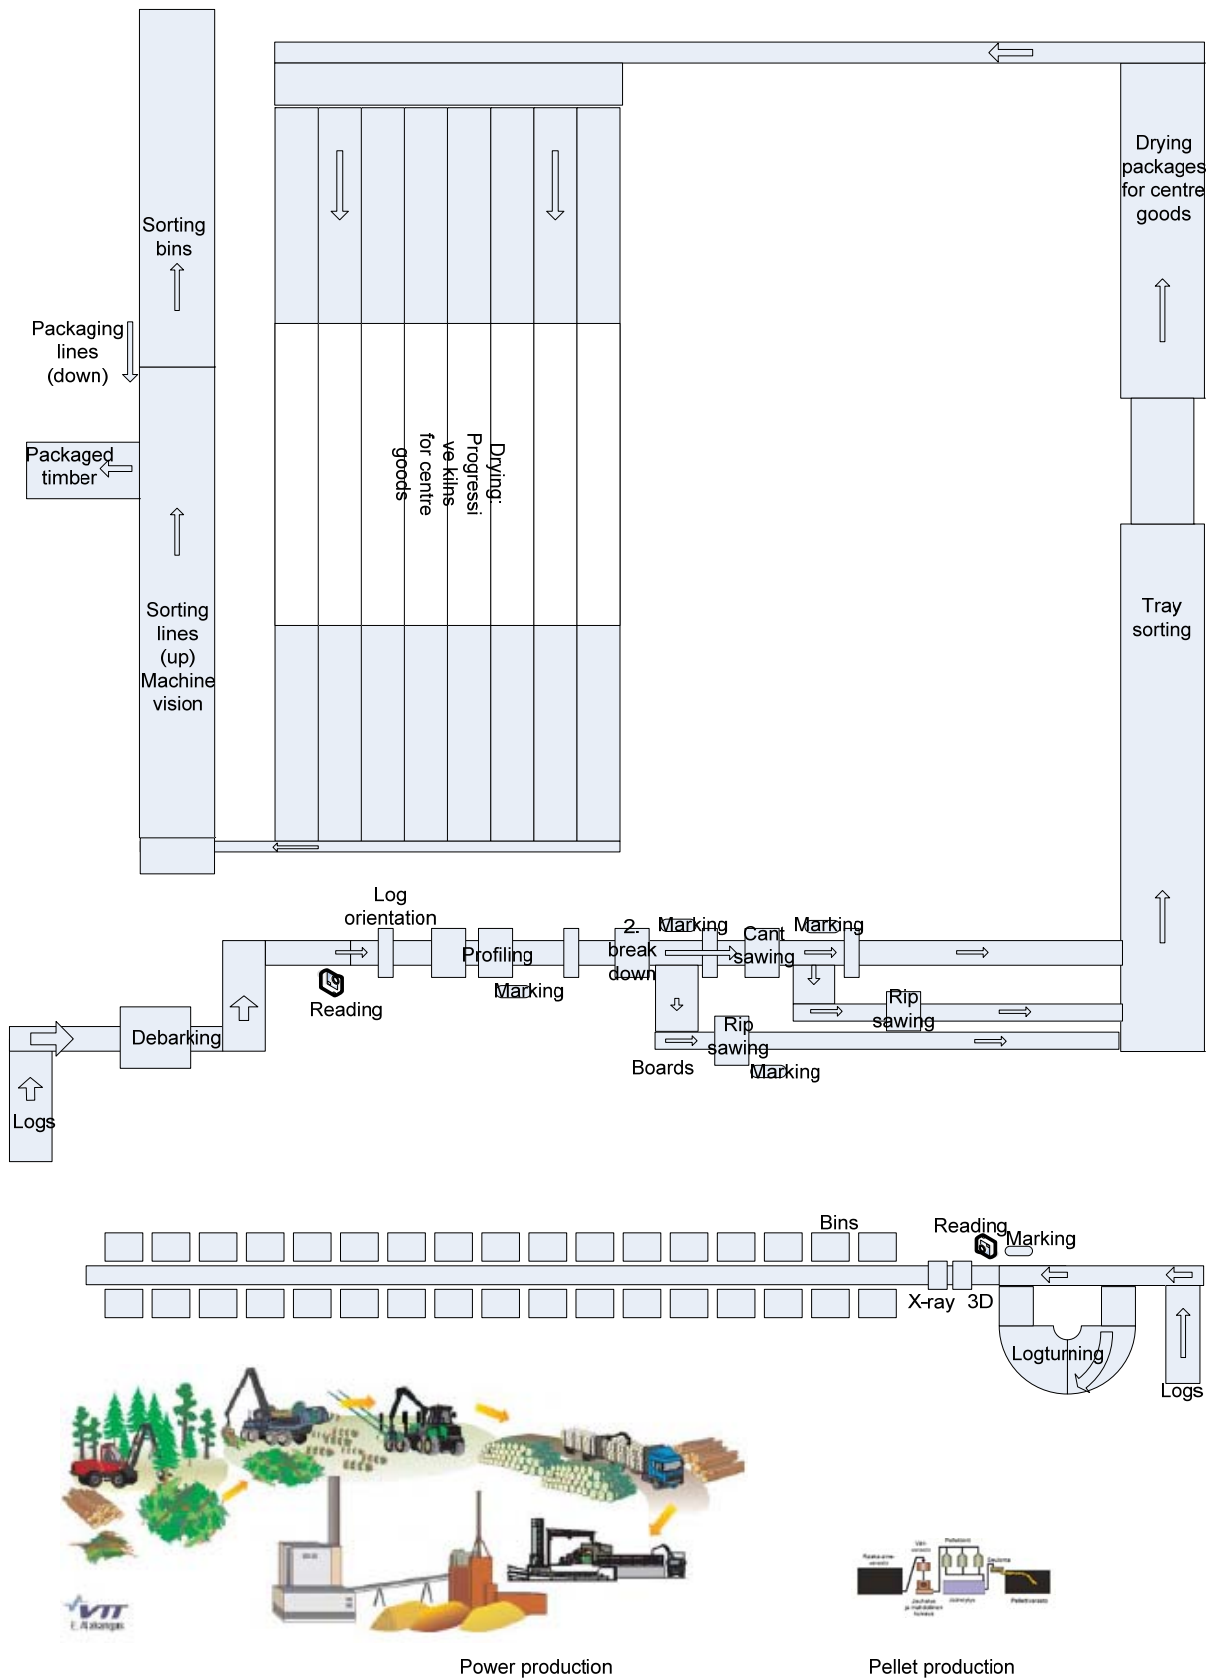 Drying
packages
for centre
goods
Sorting
bins
Packaging
lines
(down)
Packaged
timber
Drying:
Progressi
ve kilns
for centre
goods
Sorting
lines
(up)
Machine
vision
Tray
sorting
Log
orientation
Profiling
Marking
Reading
2.
break
down
Marking
Cant
sawing
Marking
Rip
sawing
Rip
sawing
Boards
Marking
Debarking
Logs
Bins
Reading
Marking
X-ray
3D
Logturning
Logs
VTT
Power production
Pellet production